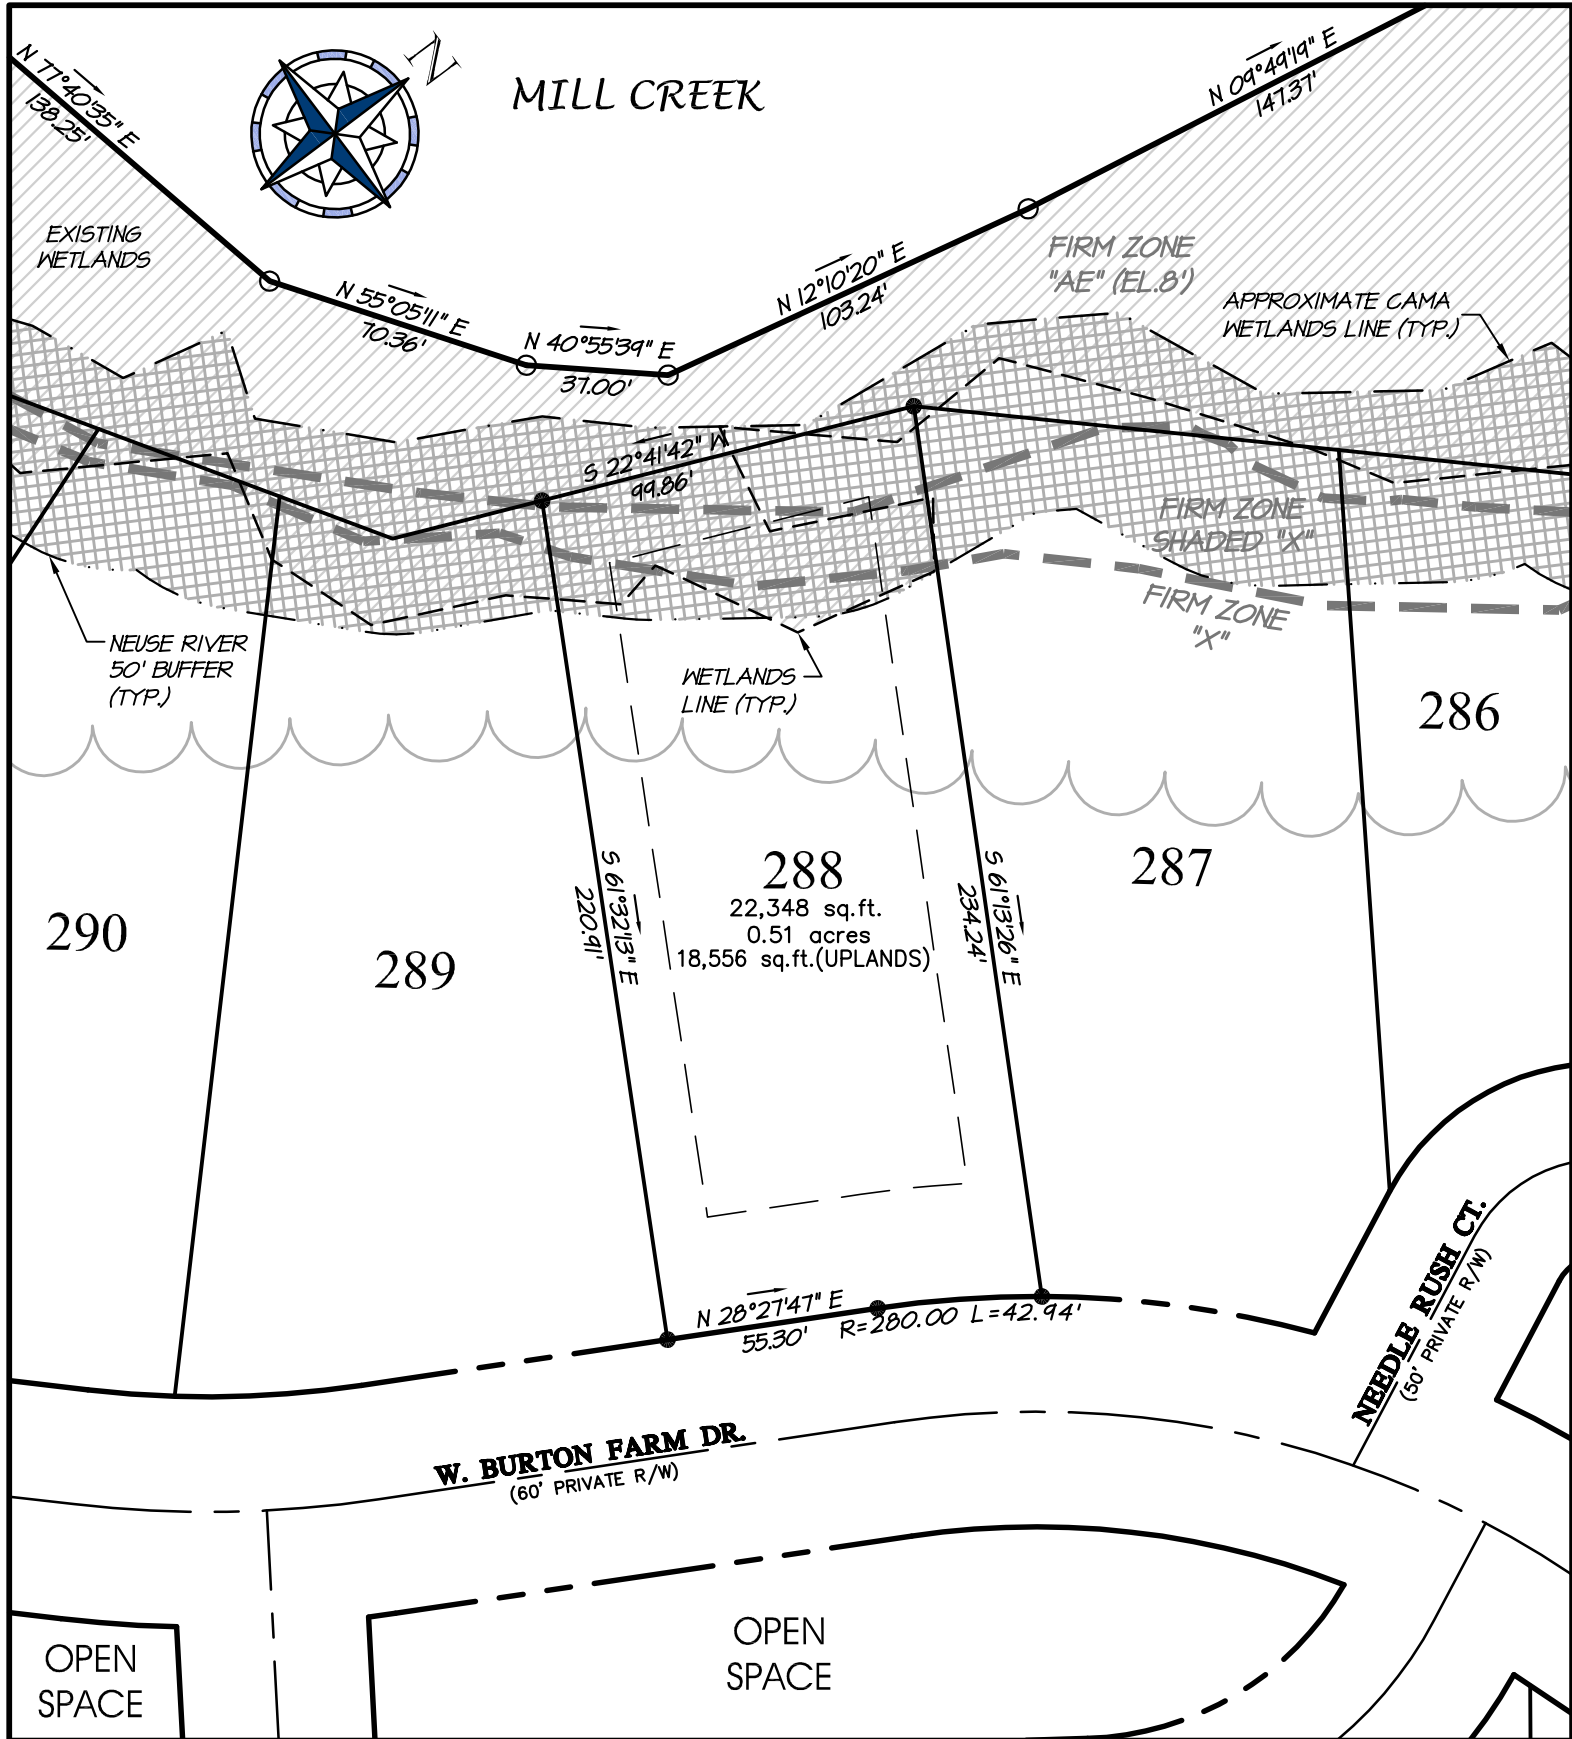 N
MILL CREEK
N 77°40'35" E
138.25'
N 09°49'19" E
147.37'
EXISTING
WETLANDS
N 55°05'11" E
70.36'
N 40°55'39" E
37.00'
N 12°10'20" E
103.24'
FIRM ZONE
"AE" (EL.8')
APPROXIMATE CAMA
WETLANDS LINE (TYP.)
S 22°41'42" W
99.86'
FIRM ZONE
SHADED "X"
FIRM ZONE
"X"
NEUSE RIVER
50' BUFFER
(TYP.)
WETLANDS
LINE (TYP.)
286
290
289
S 61°32'13" E
220.91'
288
22,348 sq.ft.
0.51 acres
18,556 sq.ft.(UPLANDS)
S 61°13'26" E
234.24'
287
N 28°27'47" E
55.30'
R=280.00 L=42.94'
NEEDLE RUSH CT.
(50' PRIVATE R/W)
W. BURTON FARM DR.
(60' PRIVATE R/W)
OPEN
SPACE
OPEN
SPACE